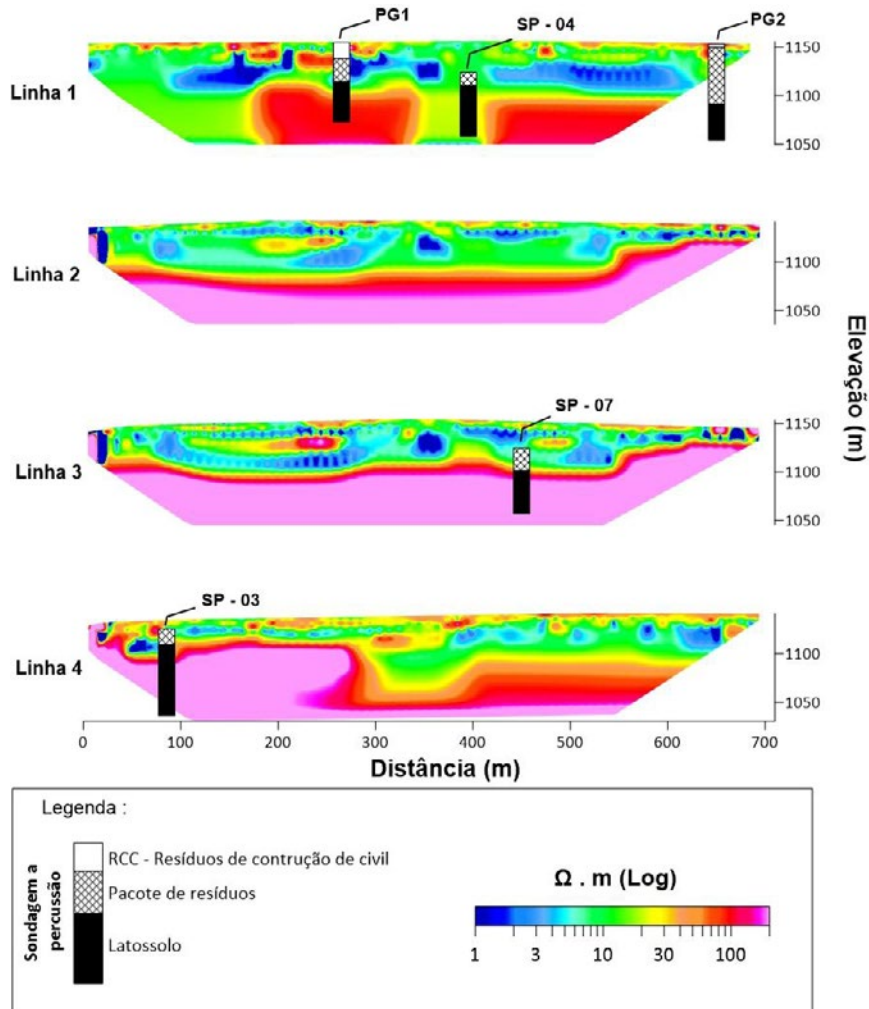 PG1
SP - 04
PG2
Linha 1
1150
1100
1050
Linha 2
1100
1050
Elevação (m)
SP - 07
Linha 3
1150
1100
1050
SP - 03
Linha 4
1100
1050
0 100 200 300 400 500 600 700
Distância (m)
Legenda :
Sondagem a percussão
RCC - Resíduos de contrução de civil
Pacote de resíduos
Latossolo
Ω . m (Log)
1 3 10 30 100